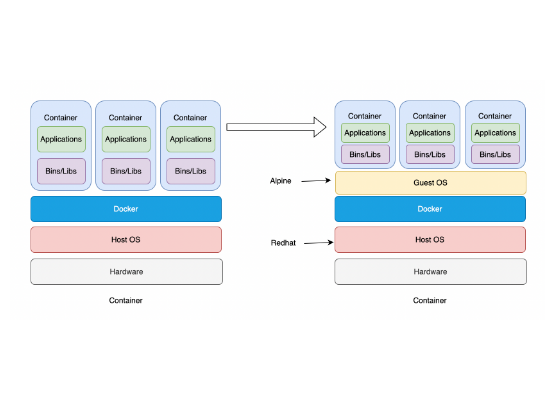 Container
Container
Container
Applications
Applications
Applications
Bins/Libs
Bins/Libs
Bins/Libs
Docker
Host OS
Hardware
Container
Container
Container
Container
Applications
Applications
Applications
Bins/Libs
Bins/Libs
Bins/Libs
Alpine
Guest OS
Docker
Redhat
Host OS
Hardware
Container